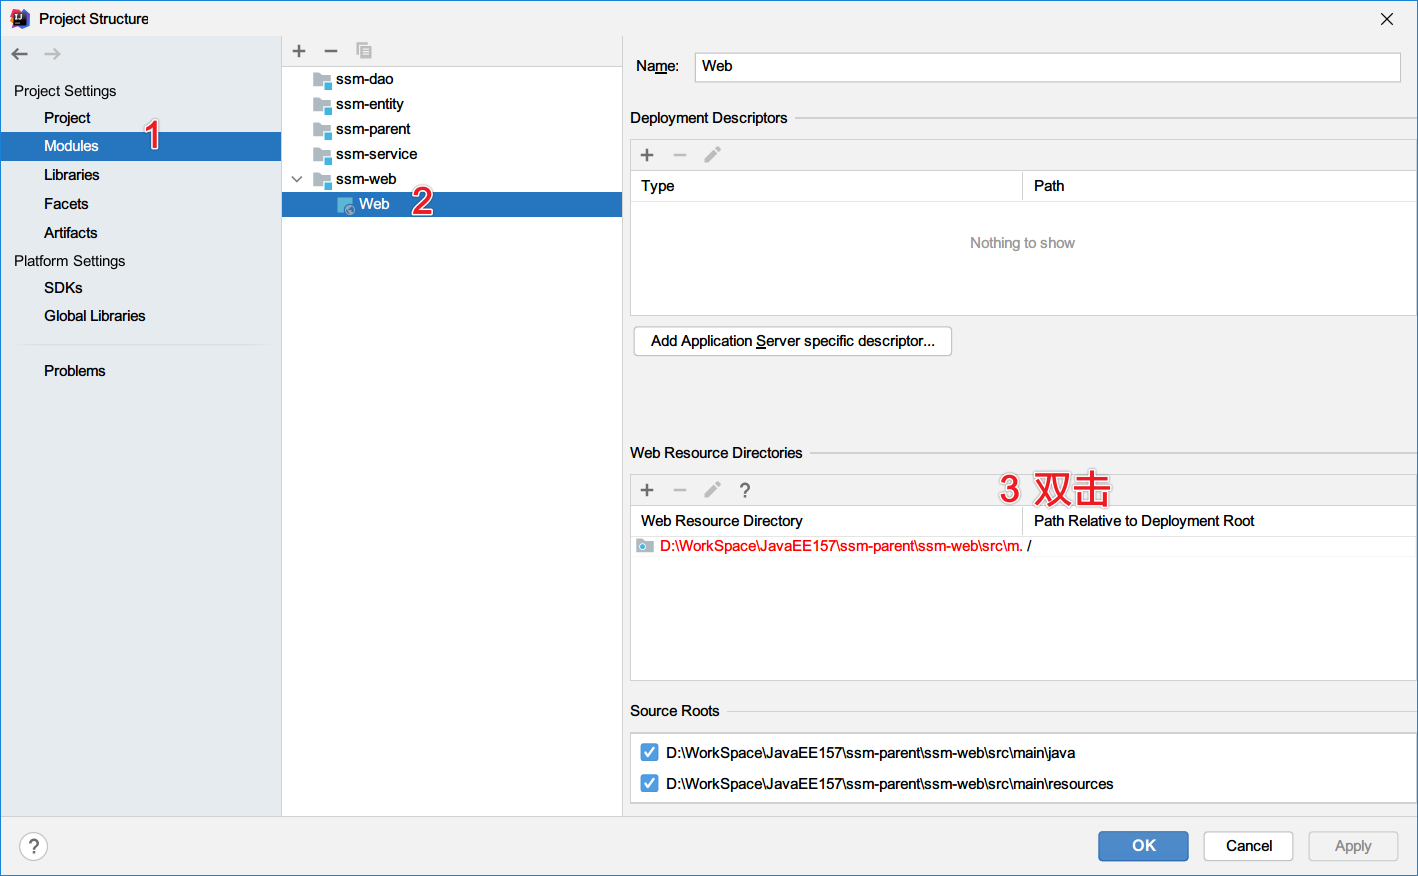 Project Structure
Project Settings
Project
Modules
1
Libraries
Facets
Artifacts
Platform Settings
SDKs
Global Libraries
Problems
ssm-dao
ssm-entity
ssm-parent
ssm-service
ssm-web
Web
2
Name:
Web
Deployment Descriptors
Type
Path
Nothing to show
Add Application Server specific descriptor...
Web Resource Directories
?
3 双击
Web Resource Directory
Path Relative to Deployment Root
D:\WorkSpace\JavaEE157\ssm-parent\ssm-web\src\m.
/
Source Roots
D:\WorkSpace\JavaEE157\ssm-parent\ssm-web\src\main\java
D:\WorkSpace\JavaEE157\ssm-parent\ssm-web\src\main\resources
?
OK
Cancel
Apply